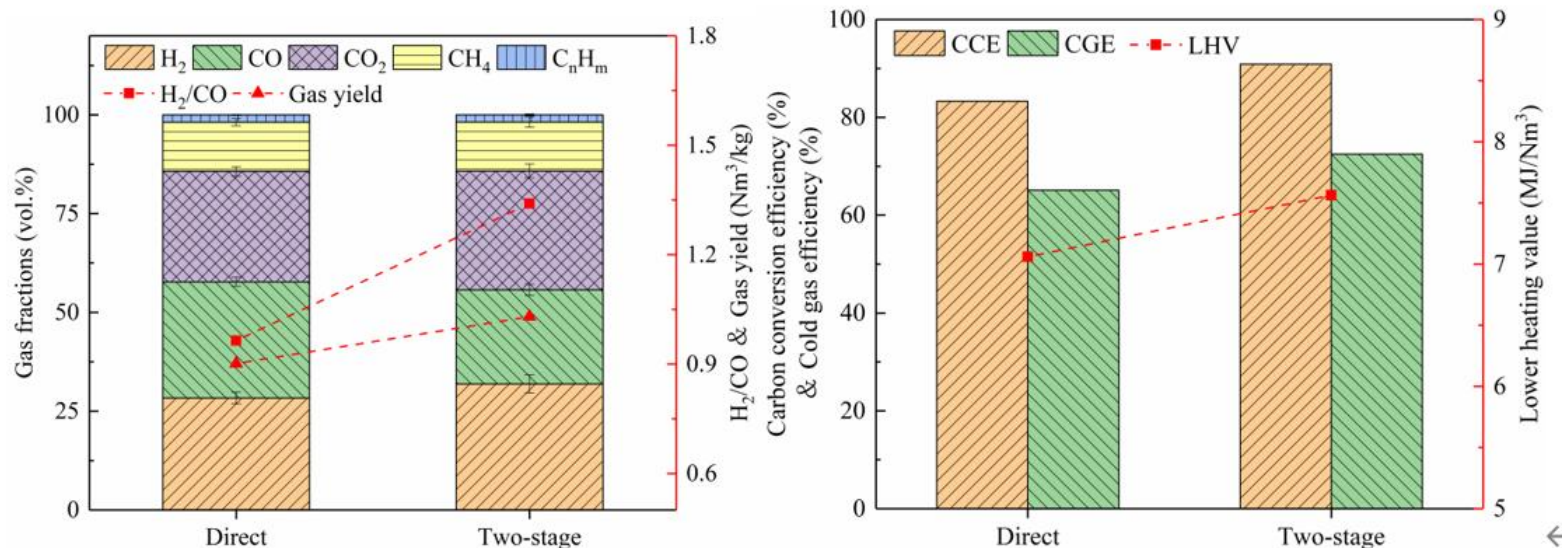 H₂ CO CO₂ CH₄ CₙHₘ
H₂/CO Gas yield
Gas fractions (vol.%)
100
75
50
25
0
1.8
1.5
1.2
0.9
0.6
H₂/CO & Gas yield (Nm³/kg)
Direct Two-stage
CCE CGE LHV
Carbon conversion efficiency (%)
& Cold gas efficiency (%)
100
80
60
40
20
0
9
8
7
6
5
Lower heating value (MJ/Nm³)
Direct Two-stage